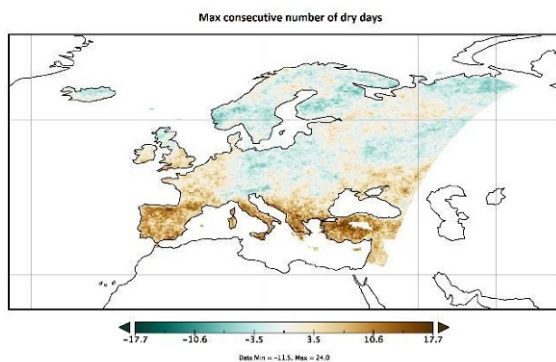 Max consecutive number of dry days
-17.7 -10.6 -3.5 3.5 10.6 17.7
Data Min = -11.5, Max = 24.0